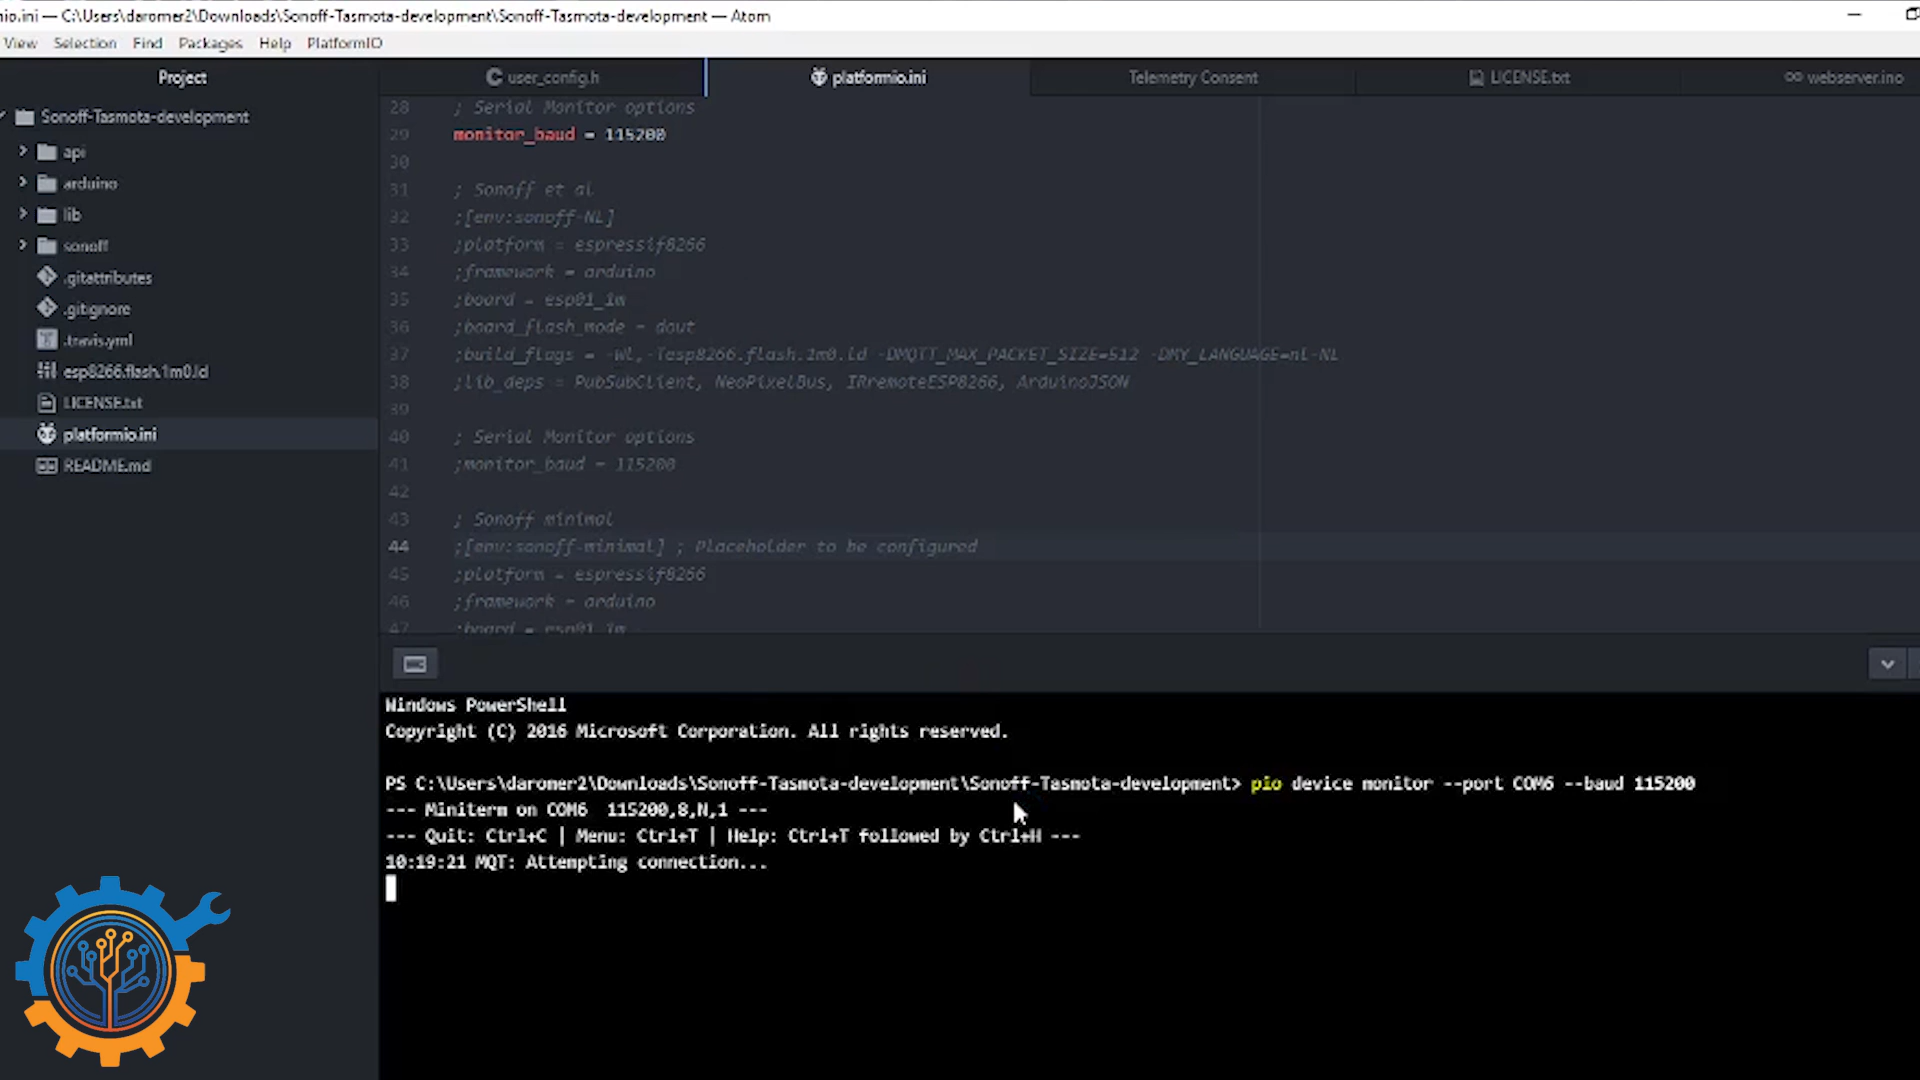 io.ini — C:\Users\daromer2\Downloads\Sonoff-Tasmota-development\Sonoff-Tasmota-development — Atom
View Selection Find Packages Help PlatformIO
Project
user_config.h
platformio.ini
Telemetry Consent
LICENSE.txt
webserver.ino
Sonoff-Tasmota-development
api
arduino
lib
sonoff
.gitattributes
.gitignore
.travis.yml
esp8266.flash.1m0.ld
LICENSE.txt
platformio.ini
README.md
28 ; Serial Monitor options
29 monitor_baud = 115200
30
31 ; Sonoff et al
32 ;[env:sonoff-NL]
33 ;platform = espressif8266
34 ;framework = arduino
35 ;board = esp01_1m
36 ;board_flash_mode = dout
37 ;build_flags = -Wl,-Tesp8266.flash.1m0.ld -DMQTT_MAX_PACKET_SIZE=512 -DMY_LANGUAGE=nl-NL
38 ;lib_deps = PubSubClient, NeoPixelBus, IRremoteESP8266, ArduinoJSON
39
40 ; Serial Monitor options
41 ;monitor_baud = 115200
42
43 ; Sonoff minimal
44 ;[env:sonoff-minimal] ; Placeholder to be configured
45 ;platform = espressif8266
46 ;framework = arduino
47 ;board = esp01_1m
Windows PowerShell
Copyright (C) 2016 Microsoft Corporation. All rights reserved.
PS C:\Users\daromer2\Downloads\Sonoff-Tasmota-development\Sonoff-Tasmota-development> pio device monitor --port COM6 --baud 115200
--- Miniterm on COM6  115200,8,N,1 ---
--- Quit: Ctrl+C | Menu: Ctrl+T | Help: Ctrl+T followed by Ctrl+H ---
10:19:21 MQT: Attempting connection...